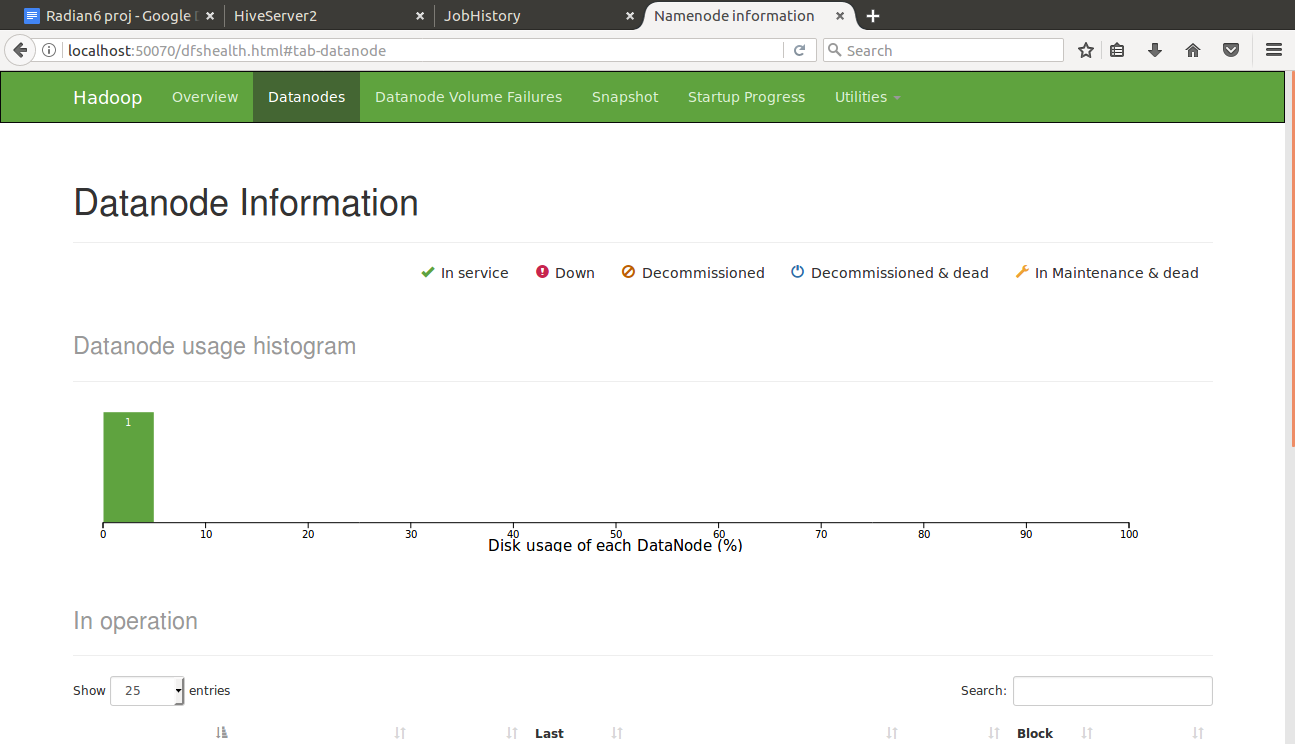 Radian6 proj - Google D HiveServer2 JobHistory Namenode information
localhost:50070/dfshealth.html#tab-datanode Search
Hadoop Overview Datanodes Datanode Volume Failures Snapshot Startup Progress Utilities
Datanode Information
In service Down Decommissioned Decommissioned & dead In Maintenance & dead
Datanode usage histogram
1
0 10 20 30 40 50 60 70 80 90 100
Disk usage of each DataNode (%)
In operation
Show 25 entries Search:
Last Block